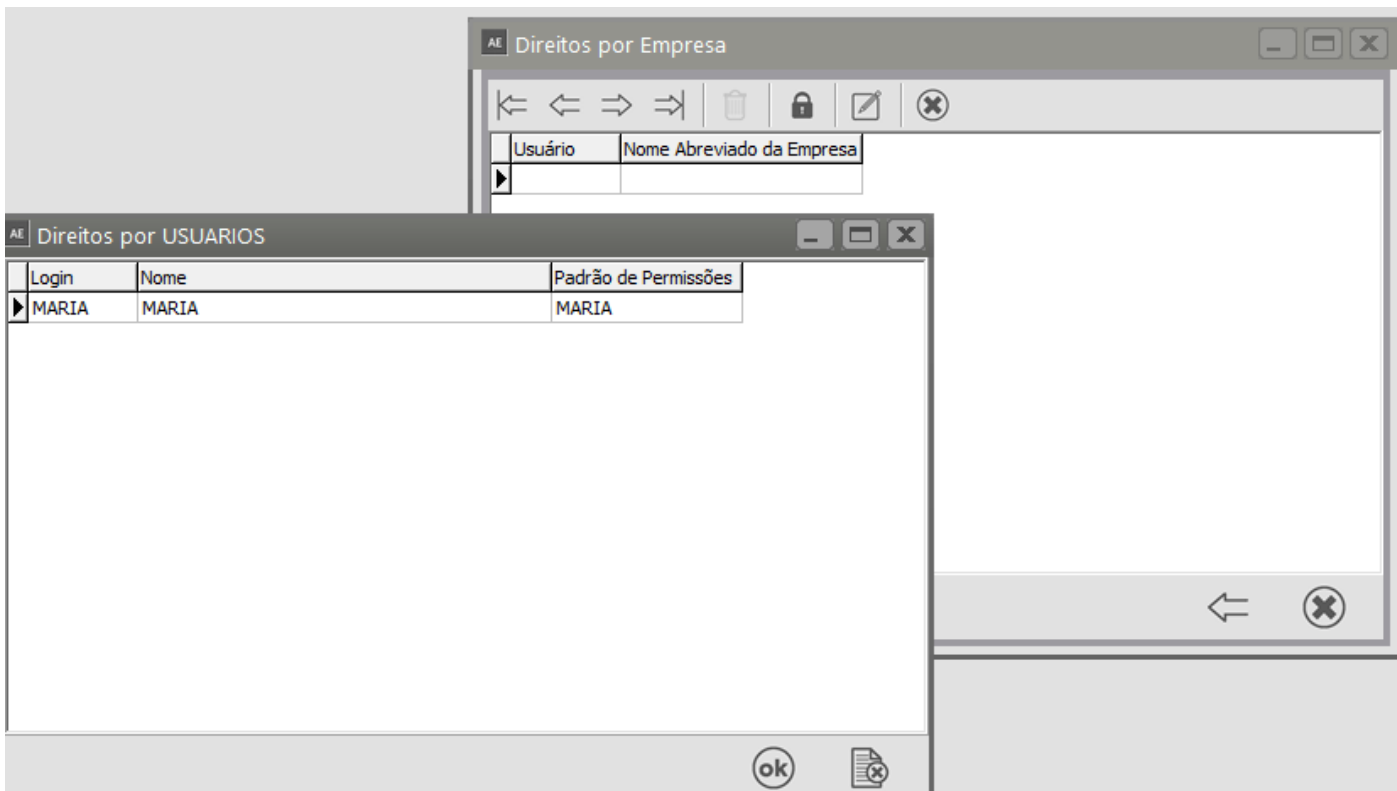 AE Direitos por Empresa
Usuário Nome Abreviado da Empresa
AE Direitos por USUARIOS
Login Nome Padrão de Permissões
MARIA MARIA MARIA
ok